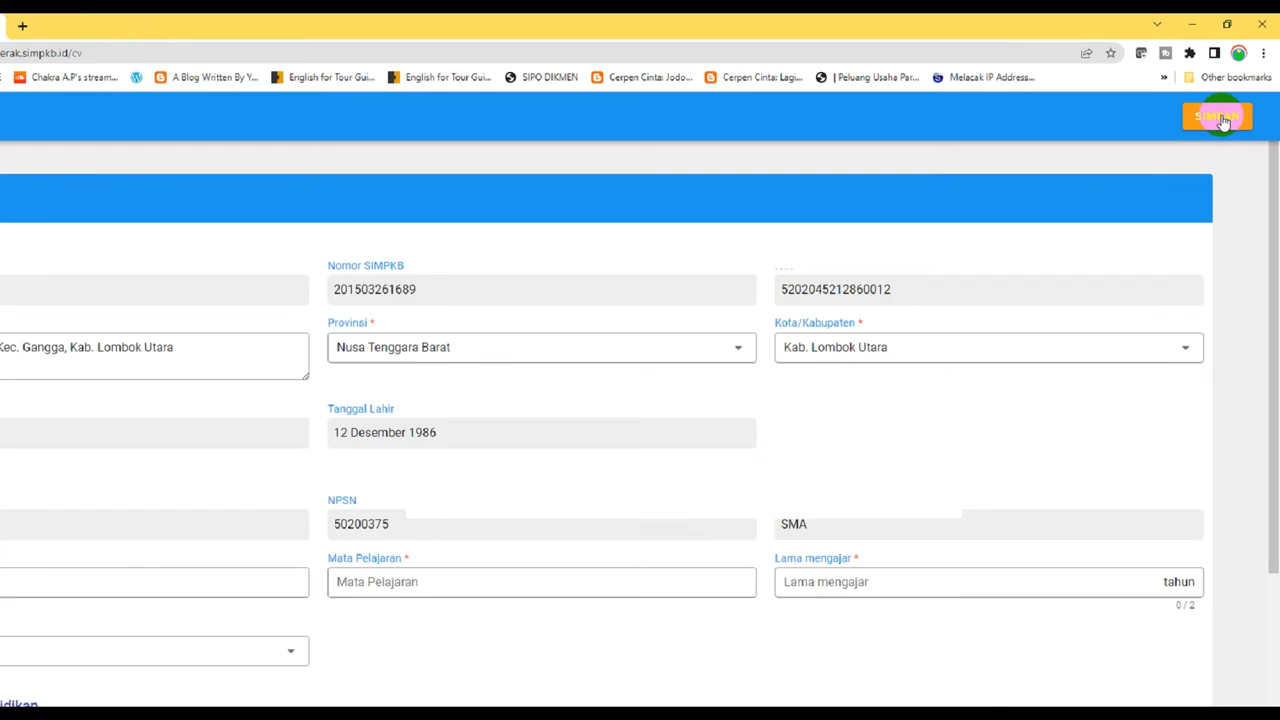 erak.simpkb.id/cv
Chakra A.P's stream...
A Blog Written By Y...
English for Tour Gui...
English for Tour Gui...
SIPO DIKMEN
Cerpen Cinta: Jodo...
Cerpen Cinta: Lagi...
| Peluang Usaha Par...
Melacak IP Address...
»
Other bookmarks
SIMPAN
Nomor SIMPKB
201503261689
5202045212860012
Kec. Gangga, Kab. Lombok Utara
Provinsi *
Nusa Tenggara Barat
Kota/Kabupaten *
Kab. Lombok Utara
Tanggal Lahir
12 Desember 1986
NPSN
50200375
SMA
Mata Pelajaran *
Mata Pelajaran
Lama mengajar *
Lama mengajar
tahun
0 / 2